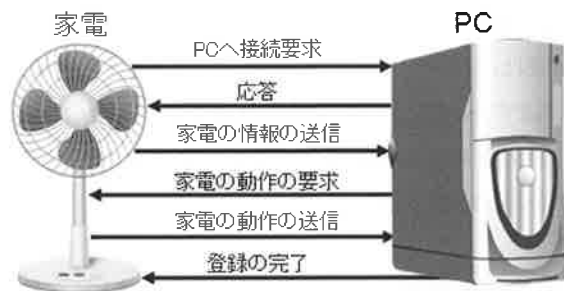 家電
PC
PCへ接続要求
応答
家電の情報の送信
家電の動作の要求
家電の動作の送信
登録の完了